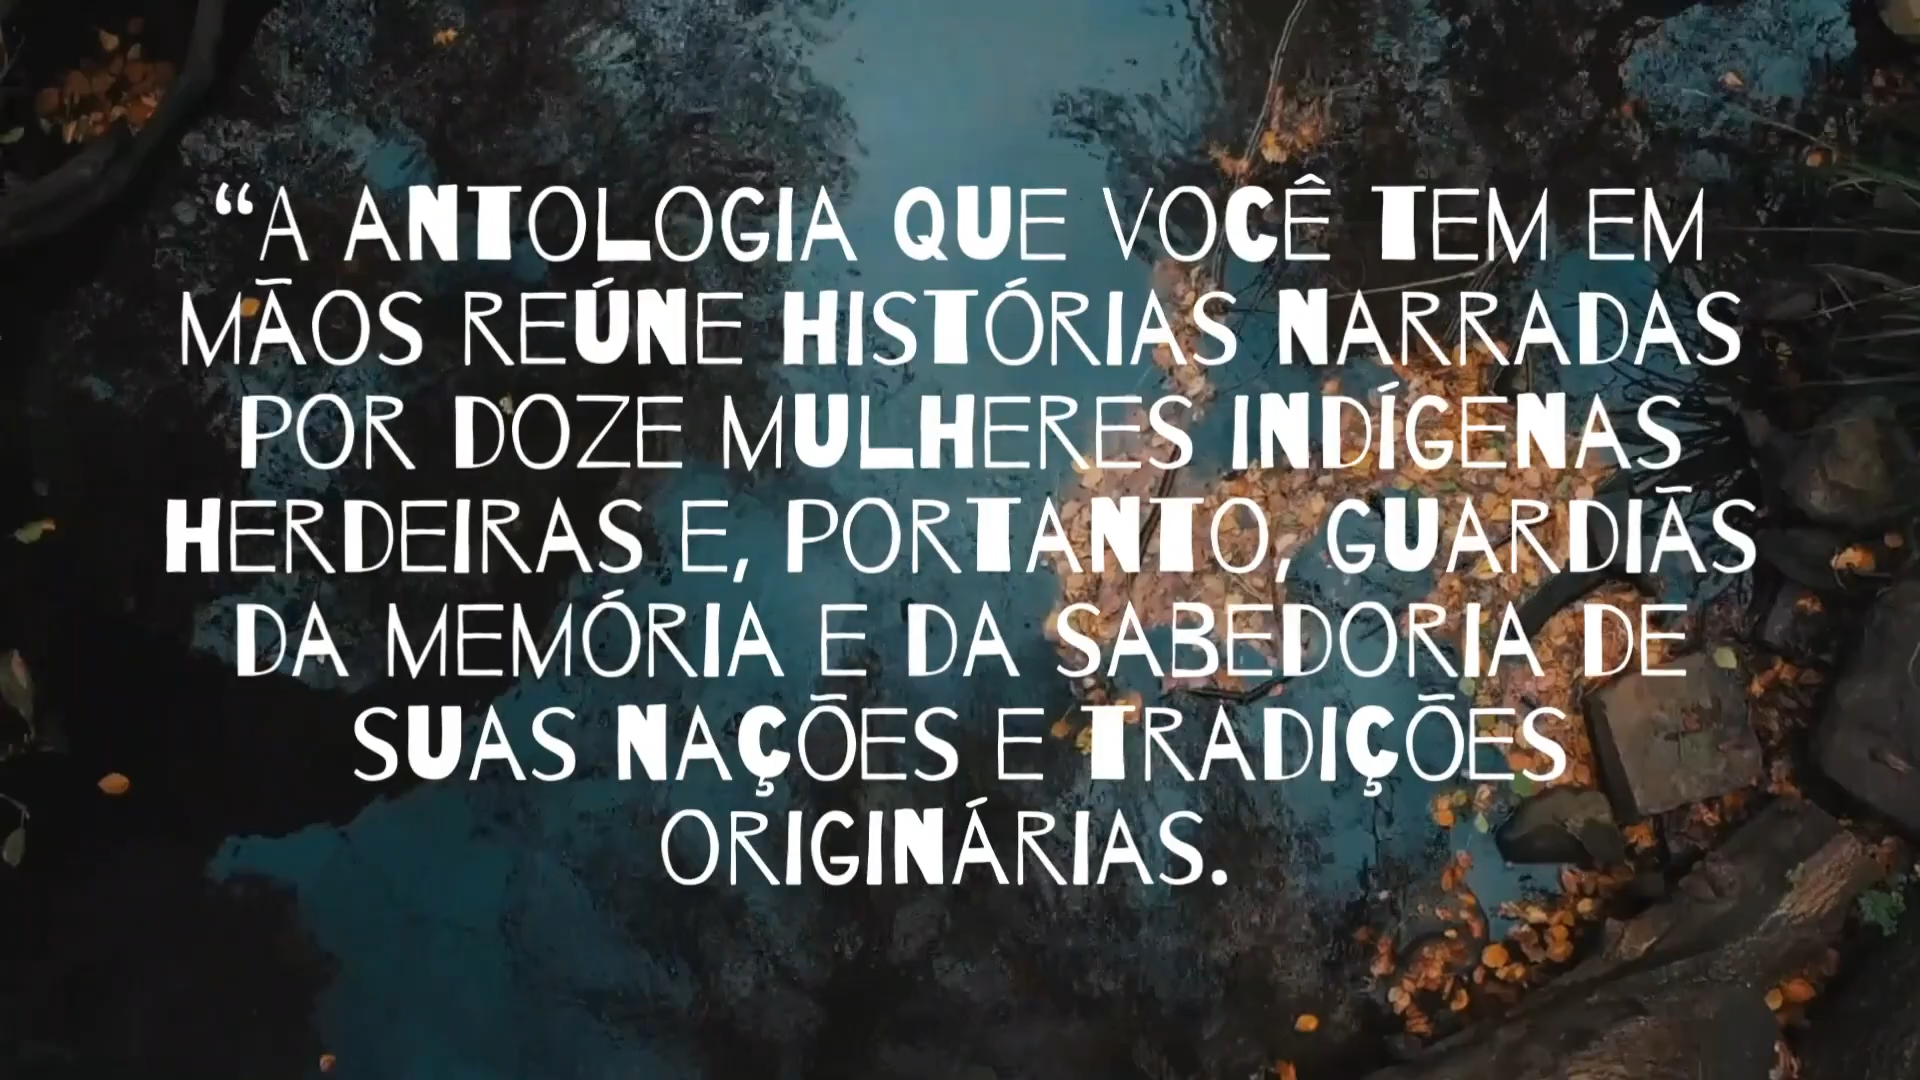 “A ANTOLOGIA QUE VOCÊ TEM EM
MÃOS REÚNE HISTÓRIAS NARRADAS
POR DOZE MULHERES INDÍGENAS
HERDEIRAS E, PORTANTO, GUARDIÃS
DA MEMÓRIA E DA SABEDORIA DE
SUAS NAÇÕES E TRADIÇÕES
ORIGINÁRIAS.